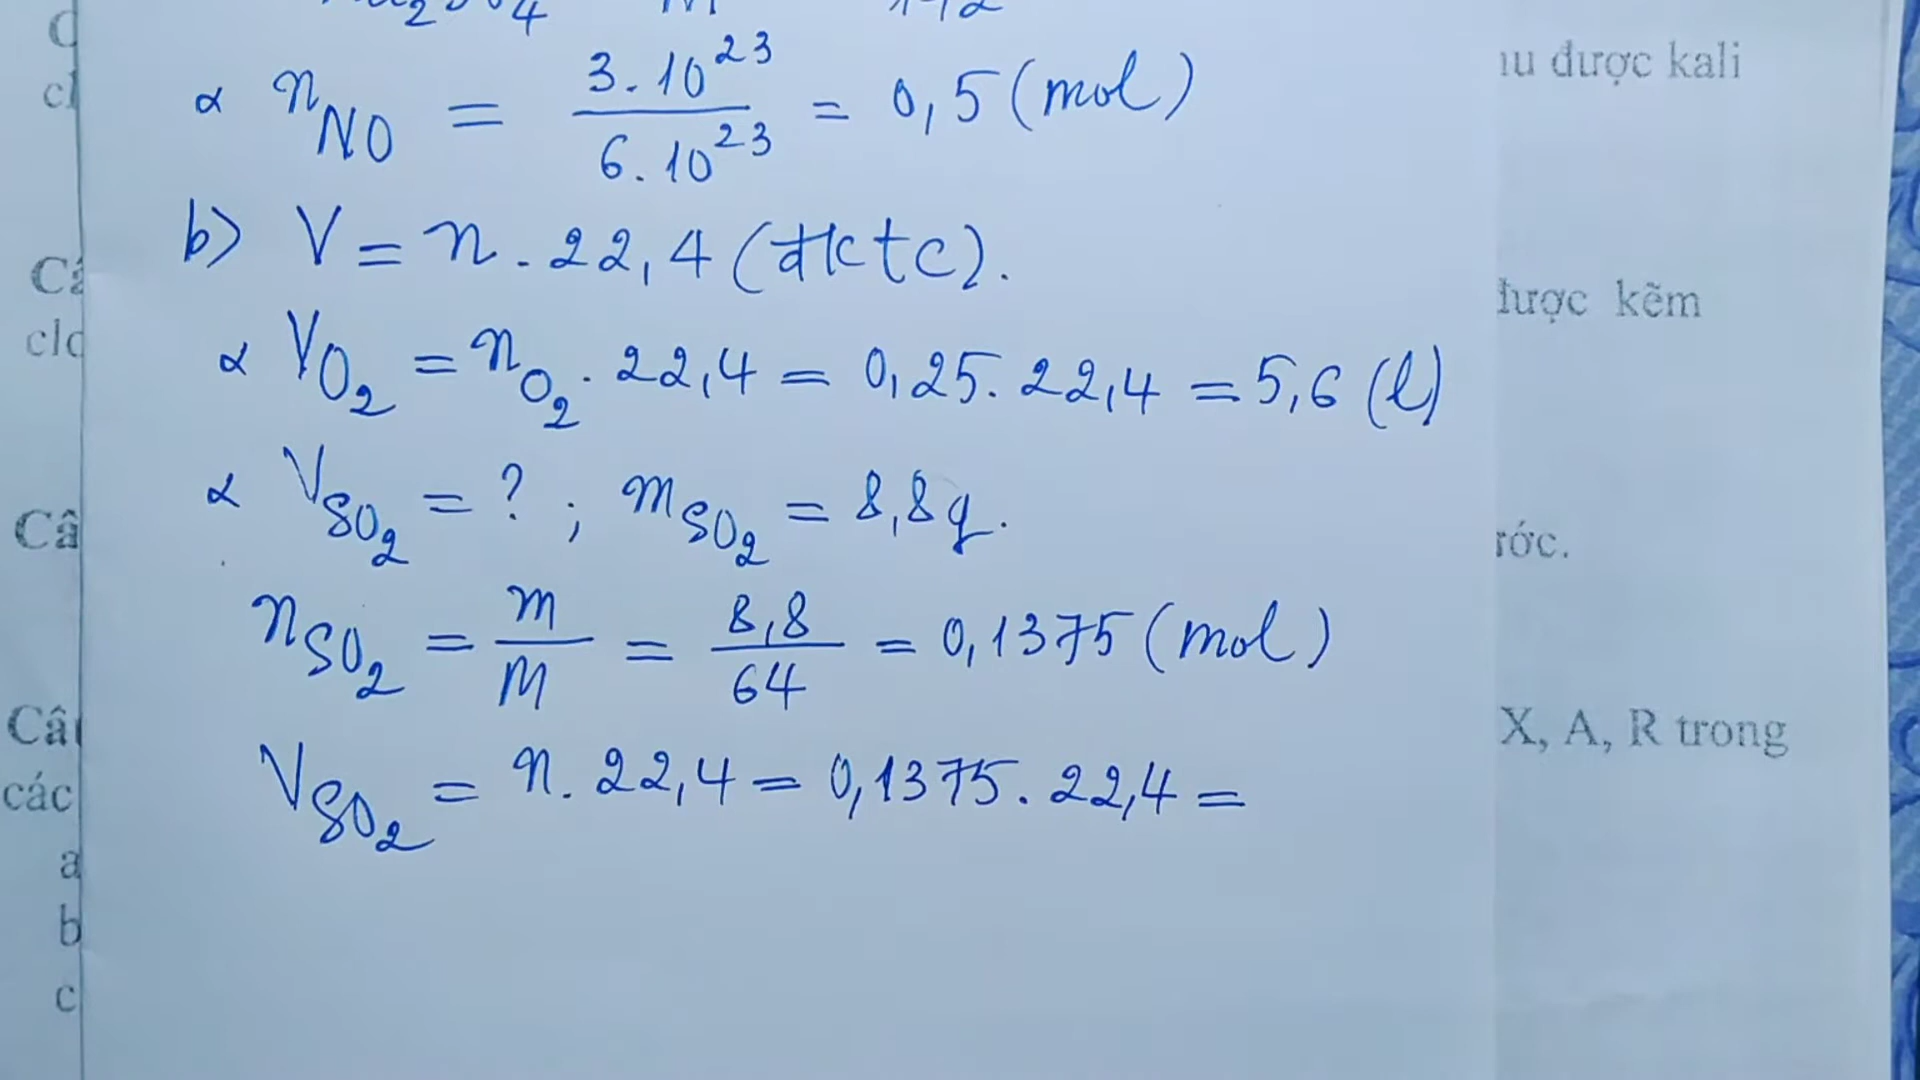 α n_NO = 3.10^23 / 6.10^23 = 0,5 (mol)
b) V = n . 22,4 (đktc).
α V_O2 = n_O2 . 22,4 = 0,25 . 22,4 = 5,6 (l)
α V_SO2 = ? ; m_SO2 = 8,8g.
n_SO2 = m / M = 8,8 / 64 = 0,1375 (mol)
V_SO2 = n . 22,4 = 0,1375 . 22,4 =
được kali
được kẽm
Câ
X, A, R trong
các
a
b
c